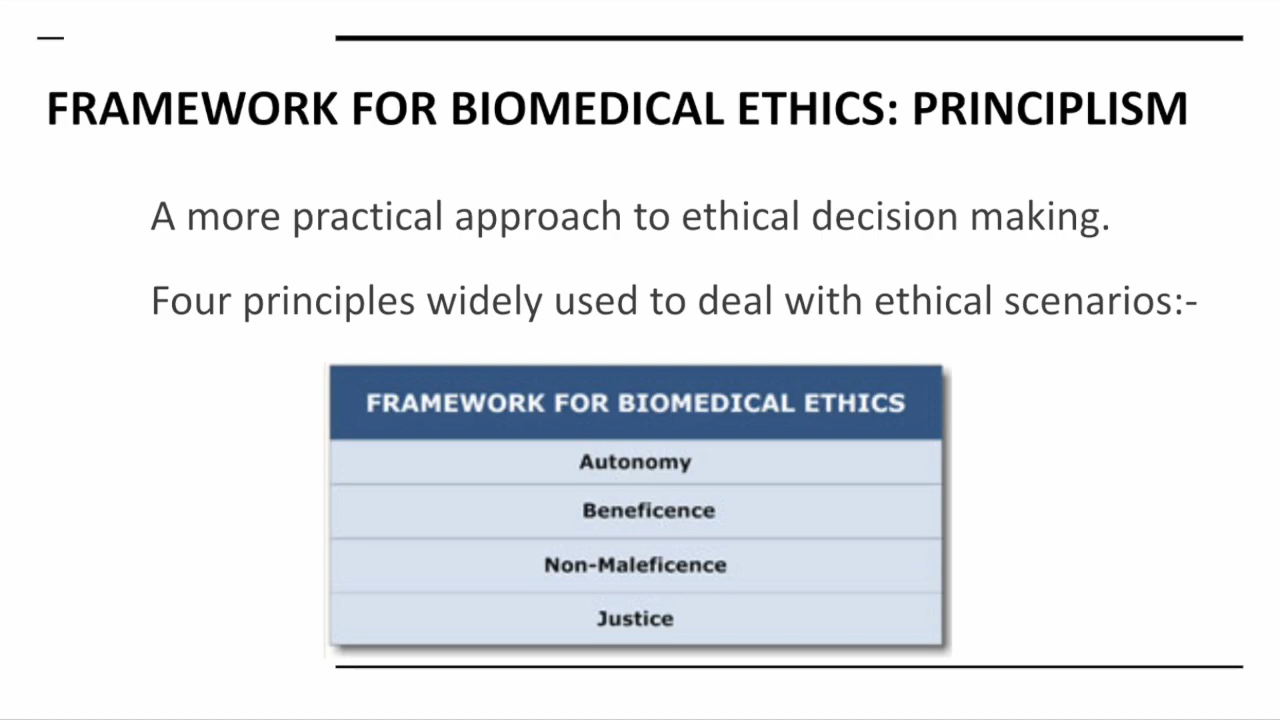 FRAMEWORK FOR BIOMEDICAL ETHICS: PRINCIPLISM
A more practical approach to ethical decision making.
Four principles widely used to deal with ethical scenarios:-
FRAMEWORK FOR BIOMEDICAL ETHICS
Autonomy
Beneficence
Non-Maleficence
Justice